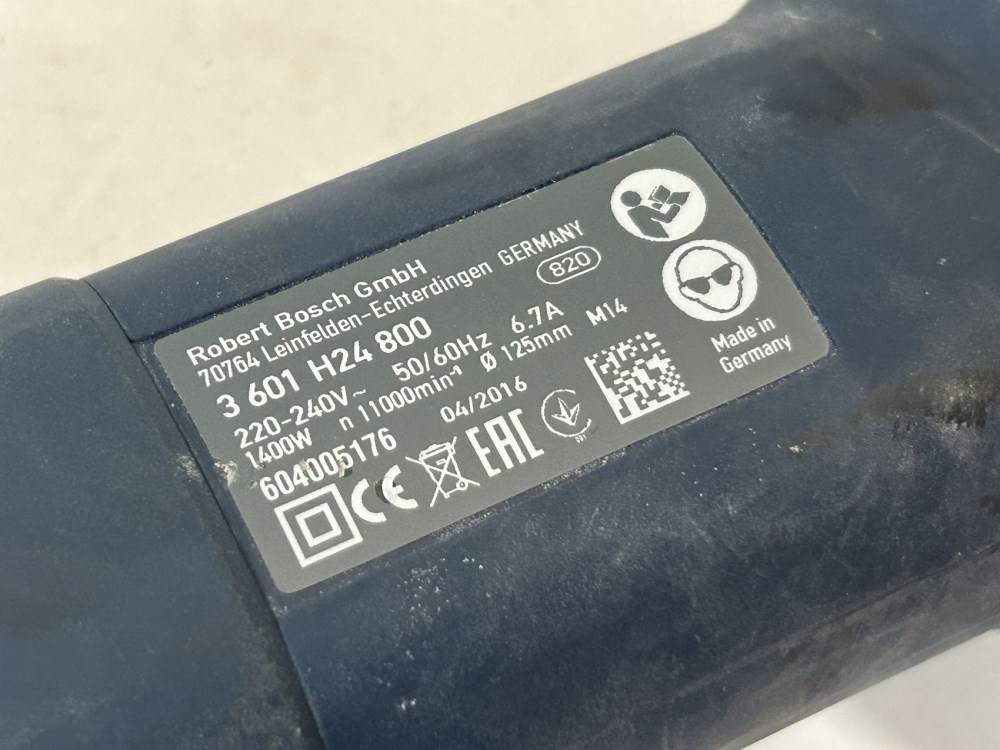 Robert Bosch GmbH
70764 Leinfelden-Echterdingen GERMANY
3 601 H24 800
820
220-240V~ 50/60Hz 6.7A
1400W n 11000min⁻¹ Ø 125mm M14
604005176 04/2016
CE EAC
Made in
Germany